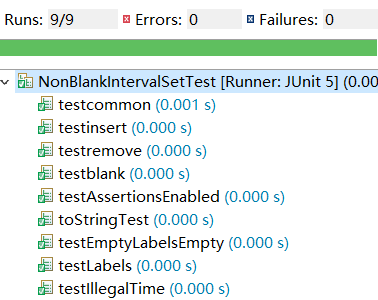 Runs: 9/9 Errors: 0 Failures: 0
NonBlankIntervalSetTest [Runner: JUnit 5] (0.00
testcommon (0.001 s)
testinsert (0.000 s)
testremove (0.000 s)
testblank (0.000 s)
testAssertionsEnabled (0.000 s)
toStringTest (0.000 s)
testEmptyLabelsEmpty (0.000 s)
testLabels (0.000 s)
testIllegalTime (0.000 s)